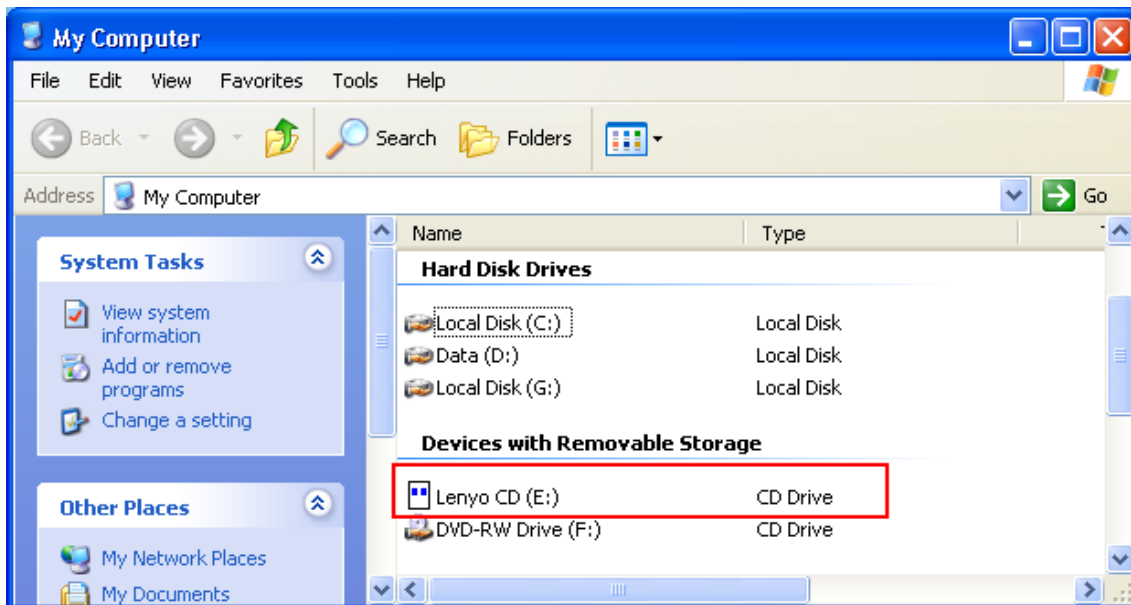 My Computer
File Edit View Favorites Tools Help
Back Search Folders
Address My Computer Go
System Tasks
View system
information
Add or remove
programs
Change a setting
Other Places
My Network Places
My Documents
Name Type
Hard Disk Drives
Local Disk (C:) Local Disk
Data (D:) Local Disk
Local Disk (G:) Local Disk
Devices with Removable Storage
Lenyo CD (E:) CD Drive
DVD-RW Drive (F:) CD Drive